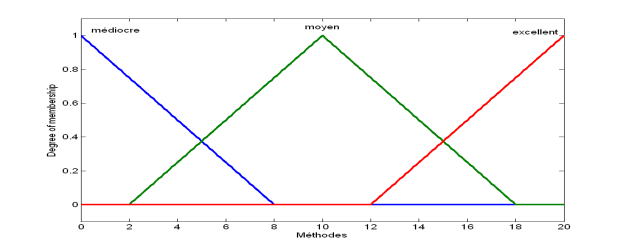 médiocre
moyen
excellent
1
0.8
0.6
0.4
0.2
0
Degree of membership
0 2 4 6 8 10 12 14 16 18 20
Méthodes